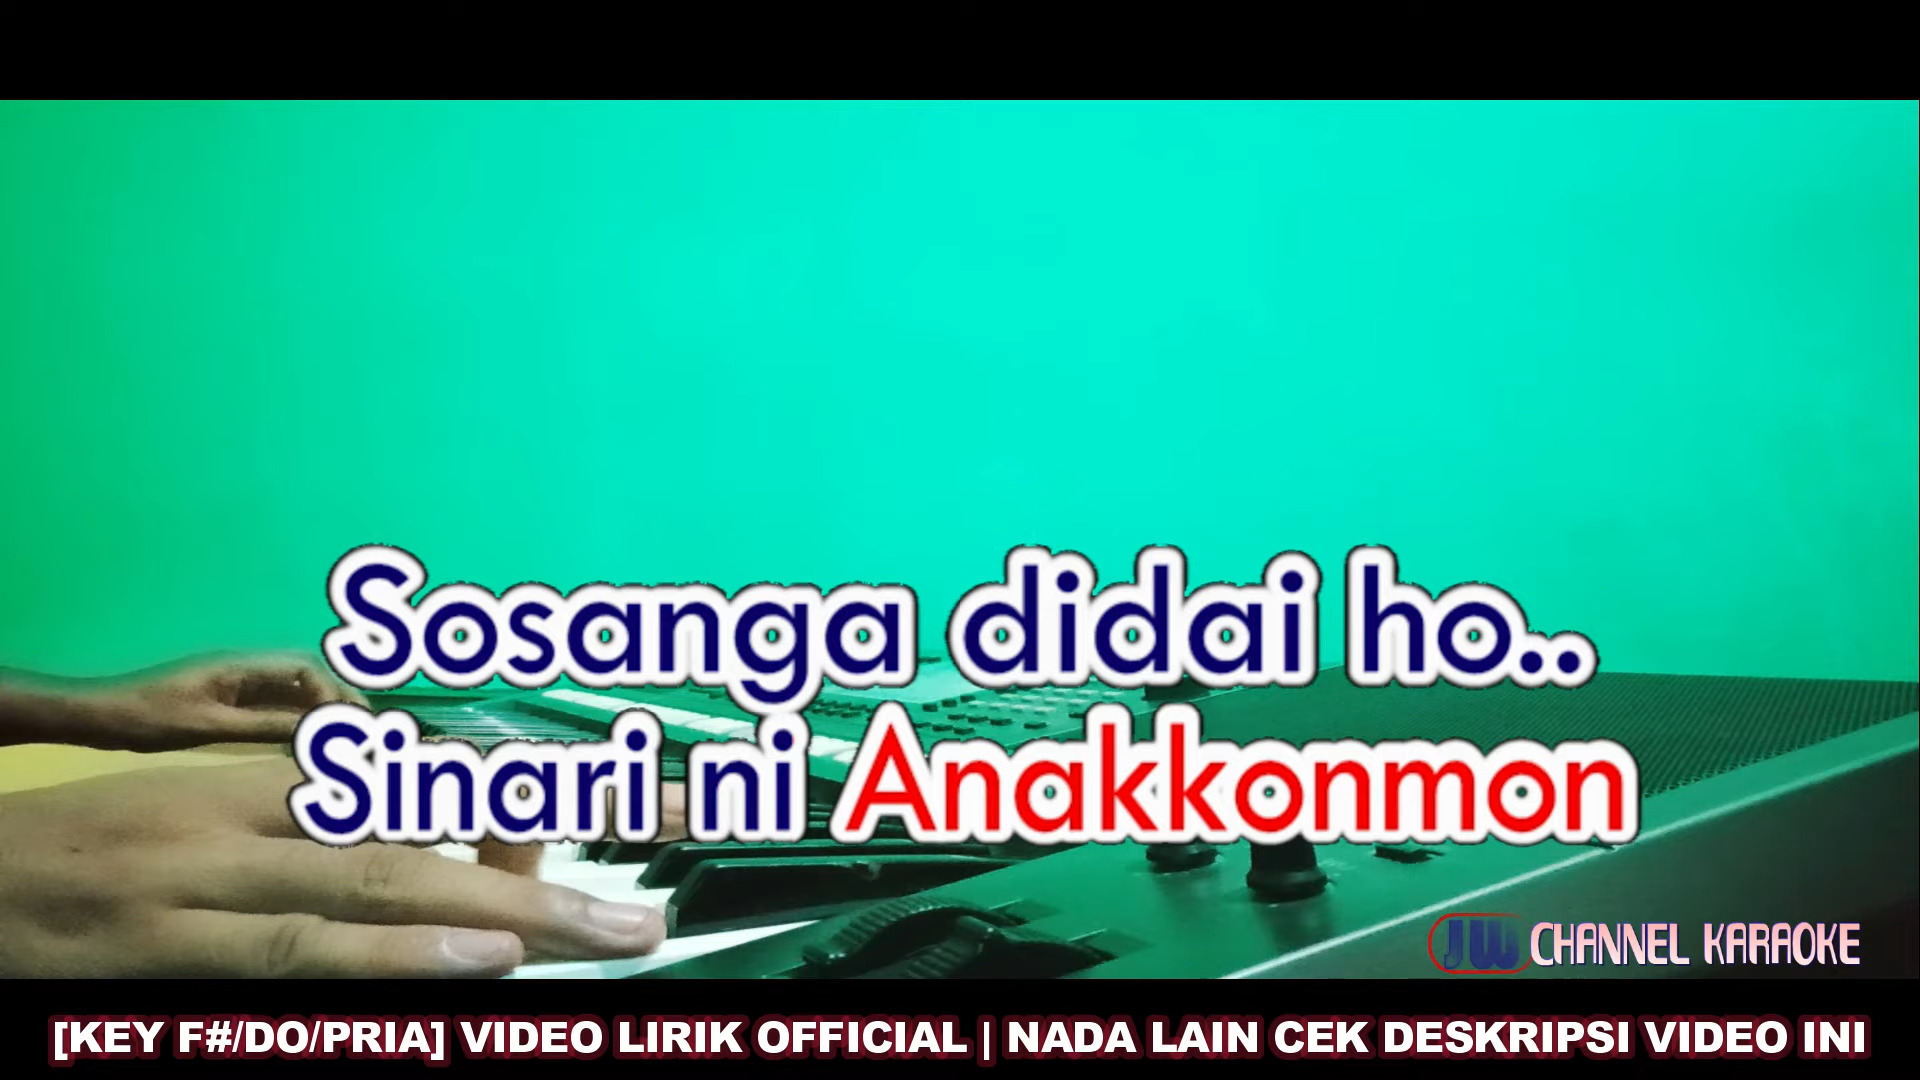 Sosanga didai ho..
Sinari ni Anakkonmon
JW CHANNEL KARAOKE
[KEY F#/DO/PRIA] VIDEO LIRIK OFFICIAL | NADA LAIN CEK DESKRIPSI VIDEO INI